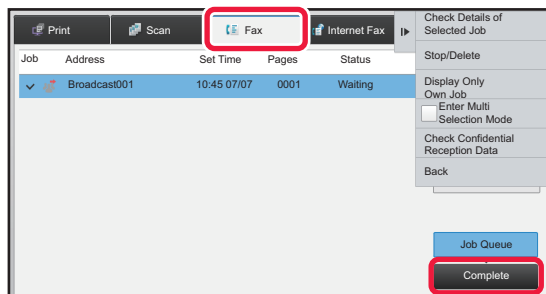 Print
Scan
Fax
Internet Fax
Job Address Set Time Pages Status
Broadcast001 10:45 07/07 0001 Waiting
Check Details of
Selected Job
Stop/Delete
Display Only
Own Job
Enter Multi
Selection Mode
Check Confidential
Reception Data
Back
Job Queue
Complete